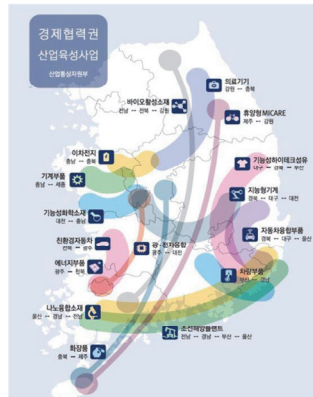 경제협력권
산업육성사업
산업통상자원부
의료기기
강원 ↔ 충북
바이오활성소재
전남 ↔ 전북 ↔ 강원
휴양형MICARE
제주 ↔ 강원
이차전지
충남 ↔ 충북
기능성하이테크섬유
대구 ↔ 경북 ↔ 부산
기계부품
충남 ↔ 세종
지능형기계
경북 ↔ 대구 ↔ 대전
기능성화학소재
대전 ↔ 충남
친환경자동차
전북 ↔ 광주
광·전자융합
광주 ↔ 대전
자동차융합부품
경북 ↔ 대구 ↔ 울산
에너지부품
광주 ↔ 전북
차량부품
부산 ↔ 경남
나노융합소재
울산 ↔ 경남 ↔ 전남
조선해양플랜트
전남 ↔ 경남 ↔ 부산 ↔ 울산
화장품
충북 ↔ 제주